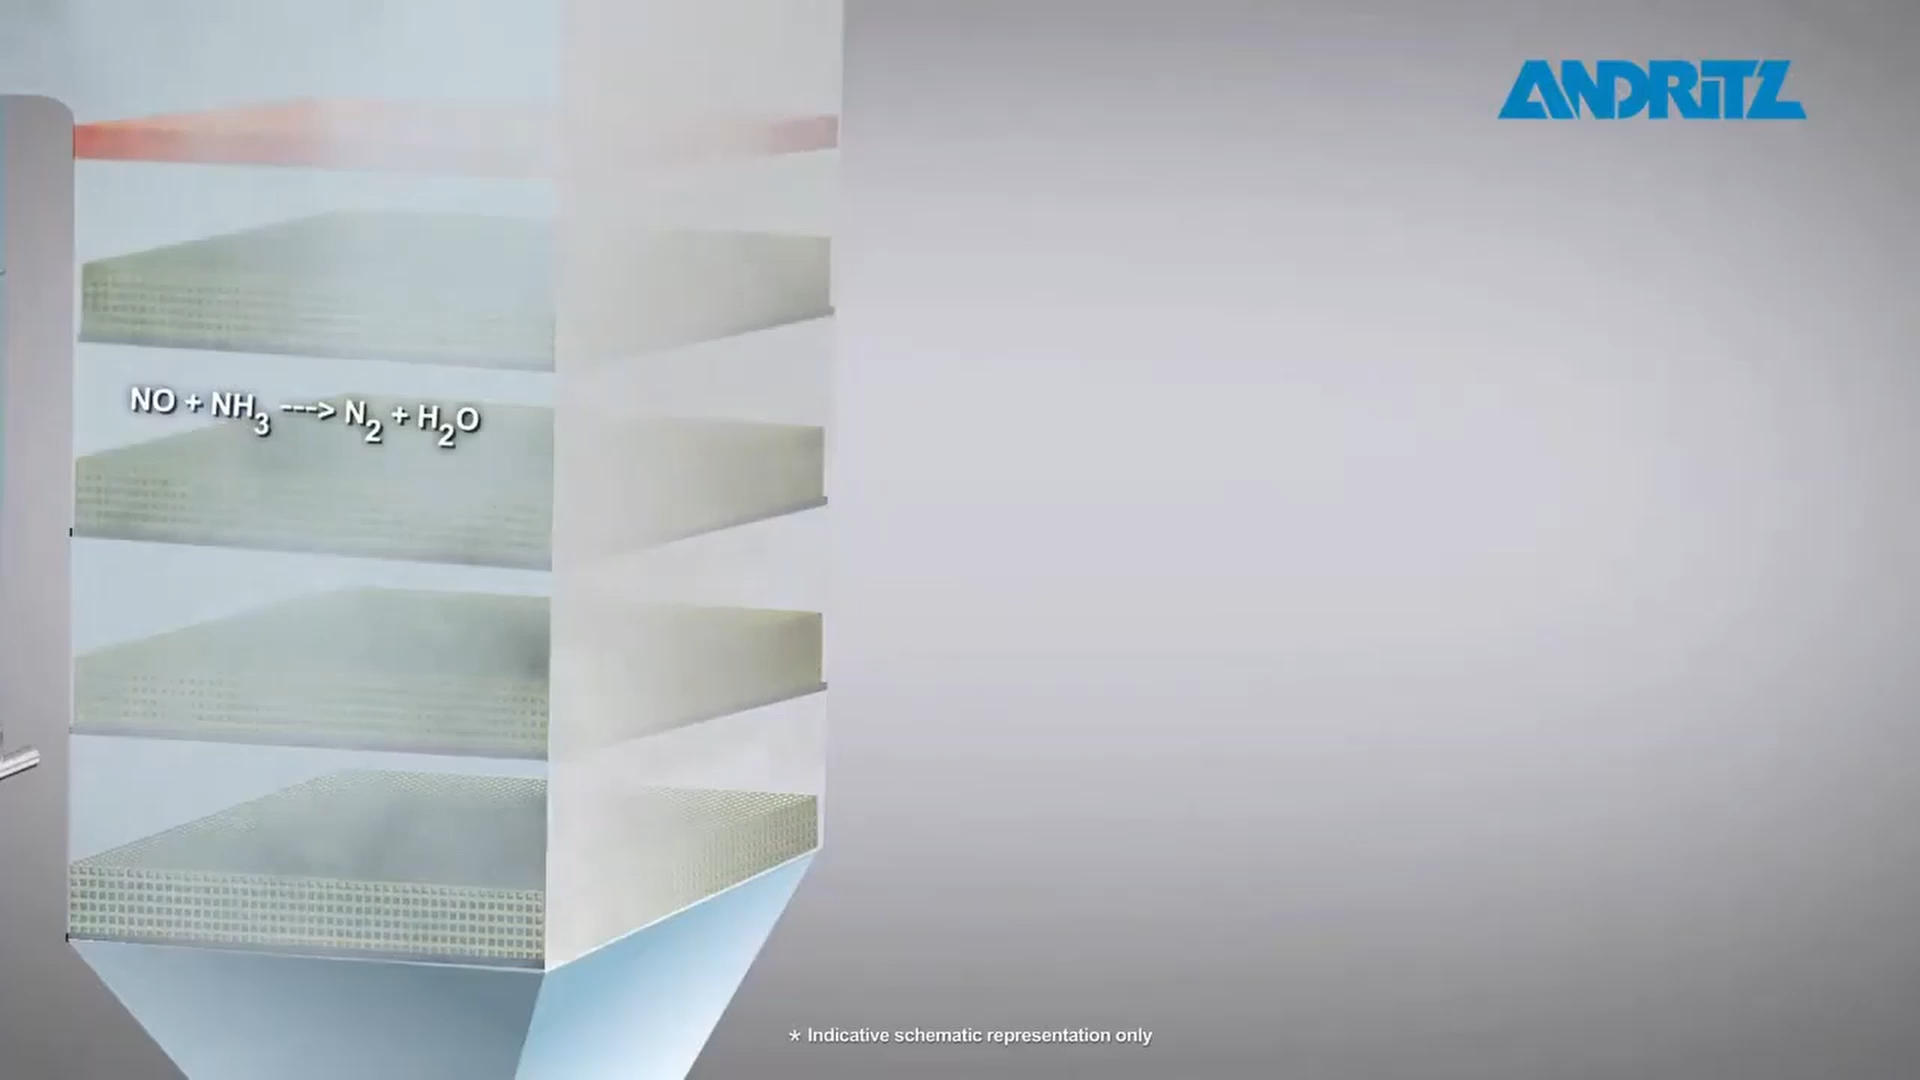 ANDRITZ
NO + NH3 ---> N2 + H2O
* Indicative schematic representation only